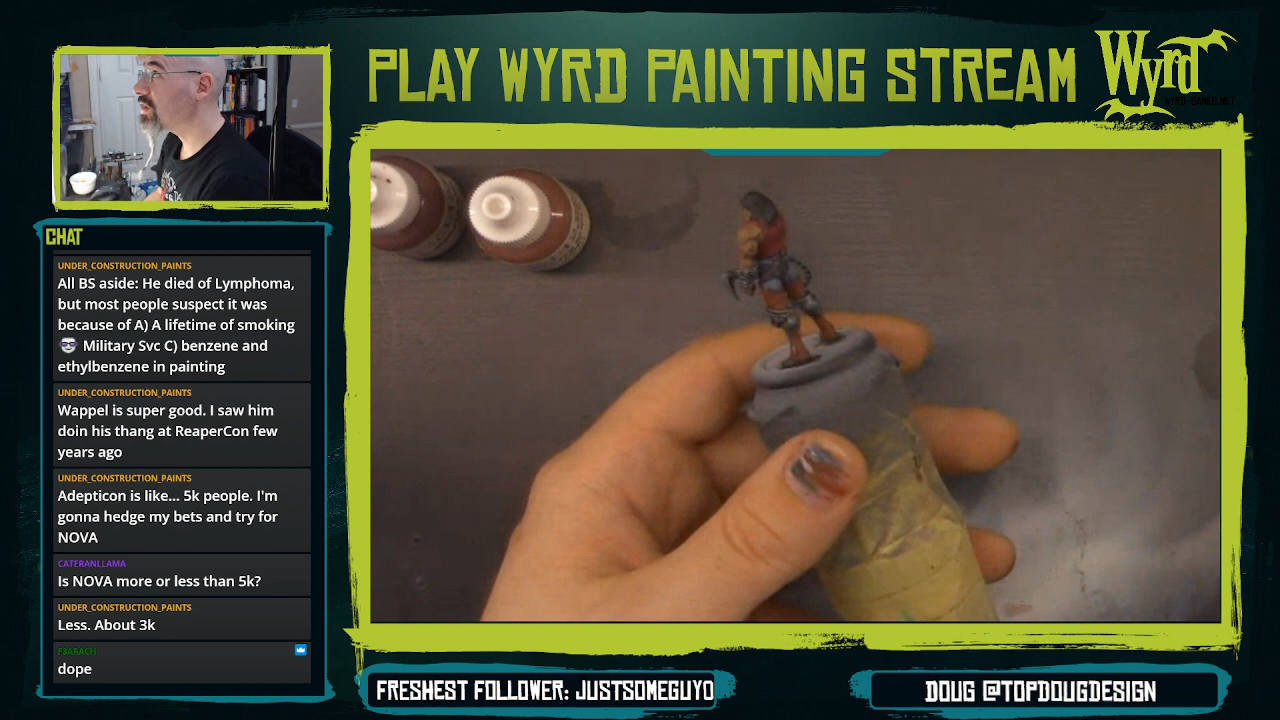 PLAY WYRD PAINTING STREAM
Wyrd
WYRD-GAMES.NET
CHAT
UNDER_CONSTRUCTION_PAINTS
All BS aside: He died of Lymphoma,
but most people suspect it was
because of A) A lifetime of smoking
Military Svc C) benzene and
ethylbenzene in painting
UNDER_CONSTRUCTION_PAINTS
Wappel is super good. I saw him
doin his thang at ReaperCon few
years ago
UNDER_CONSTRUCTION_PAINTS
Adepticon is like... 5k people. I'm
gonna hedge my bets and try for
NOVA
CATERANLLAMA
Is NOVA more or less than 5k?
UNDER_CONSTRUCTION_PAINTS
Less. About 3k
F3ARACH
dope
FRESHEST FOLLOWER: JUSTSOMEGUYO
DOUG @TOPDOUGDESIGN